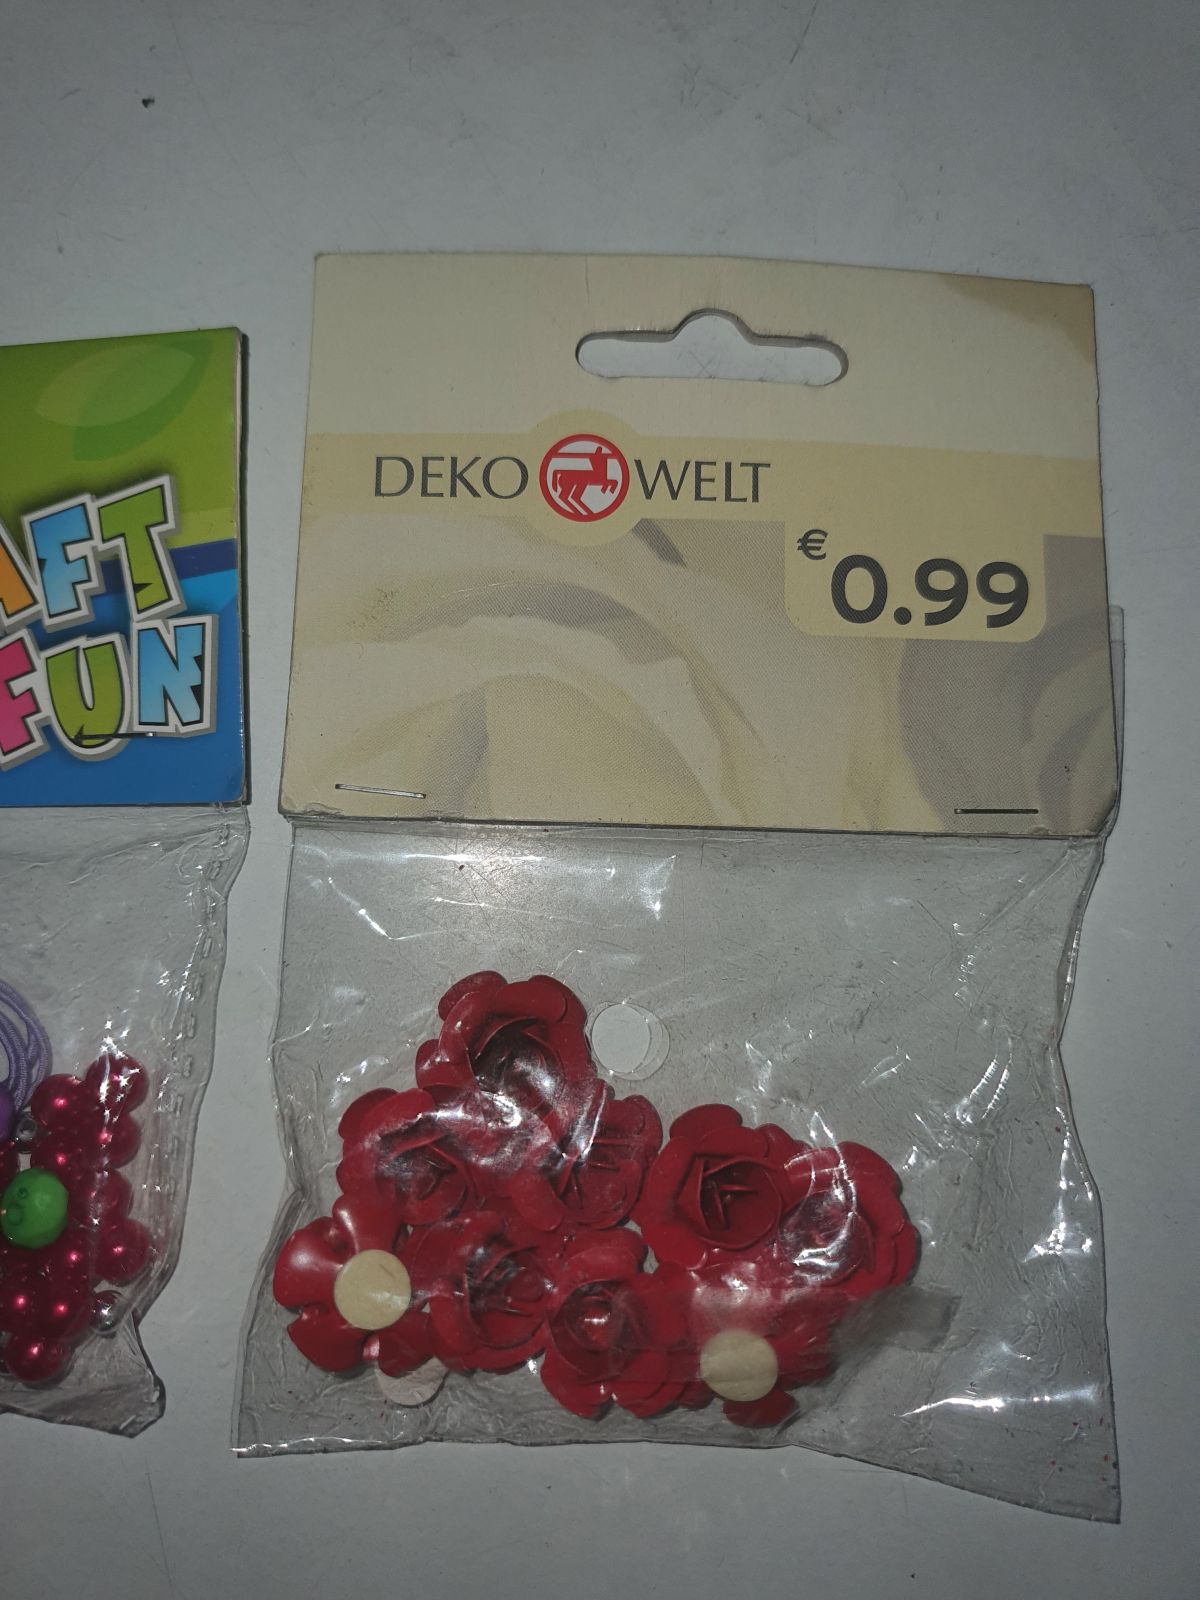 DEKO WELT
€0.99
AFT
FUN